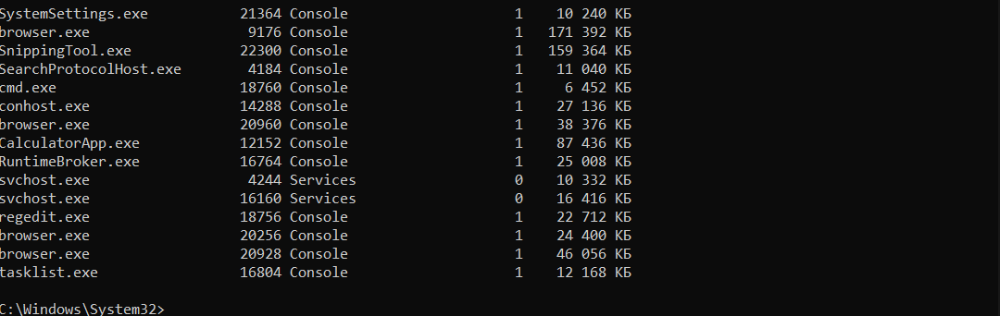 SystemSettings.exe 21364 Console 1 10 240 КБ
browser.exe 9176 Console 1 171 392 КБ
SnippingTool.exe 22300 Console 1 159 364 КБ
SearchProtocolHost.exe 4184 Console 1 11 040 КБ
cmd.exe 18760 Console 1 6 452 КБ
conhost.exe 14288 Console 1 27 136 КБ
browser.exe 20960 Console 1 38 376 КБ
CalculatorApp.exe 12152 Console 1 87 436 КБ
RuntimeBroker.exe 16764 Console 1 25 008 КБ
svchost.exe 4244 Services 0 10 332 КБ
svchost.exe 16160 Services 0 16 416 КБ
regedit.exe 18756 Console 1 22 712 КБ
browser.exe 20256 Console 1 24 400 КБ
browser.exe 20928 Console 1 46 056 КБ
tasklist.exe 16804 Console 1 12 168 КБ
C:\Windows\System32>